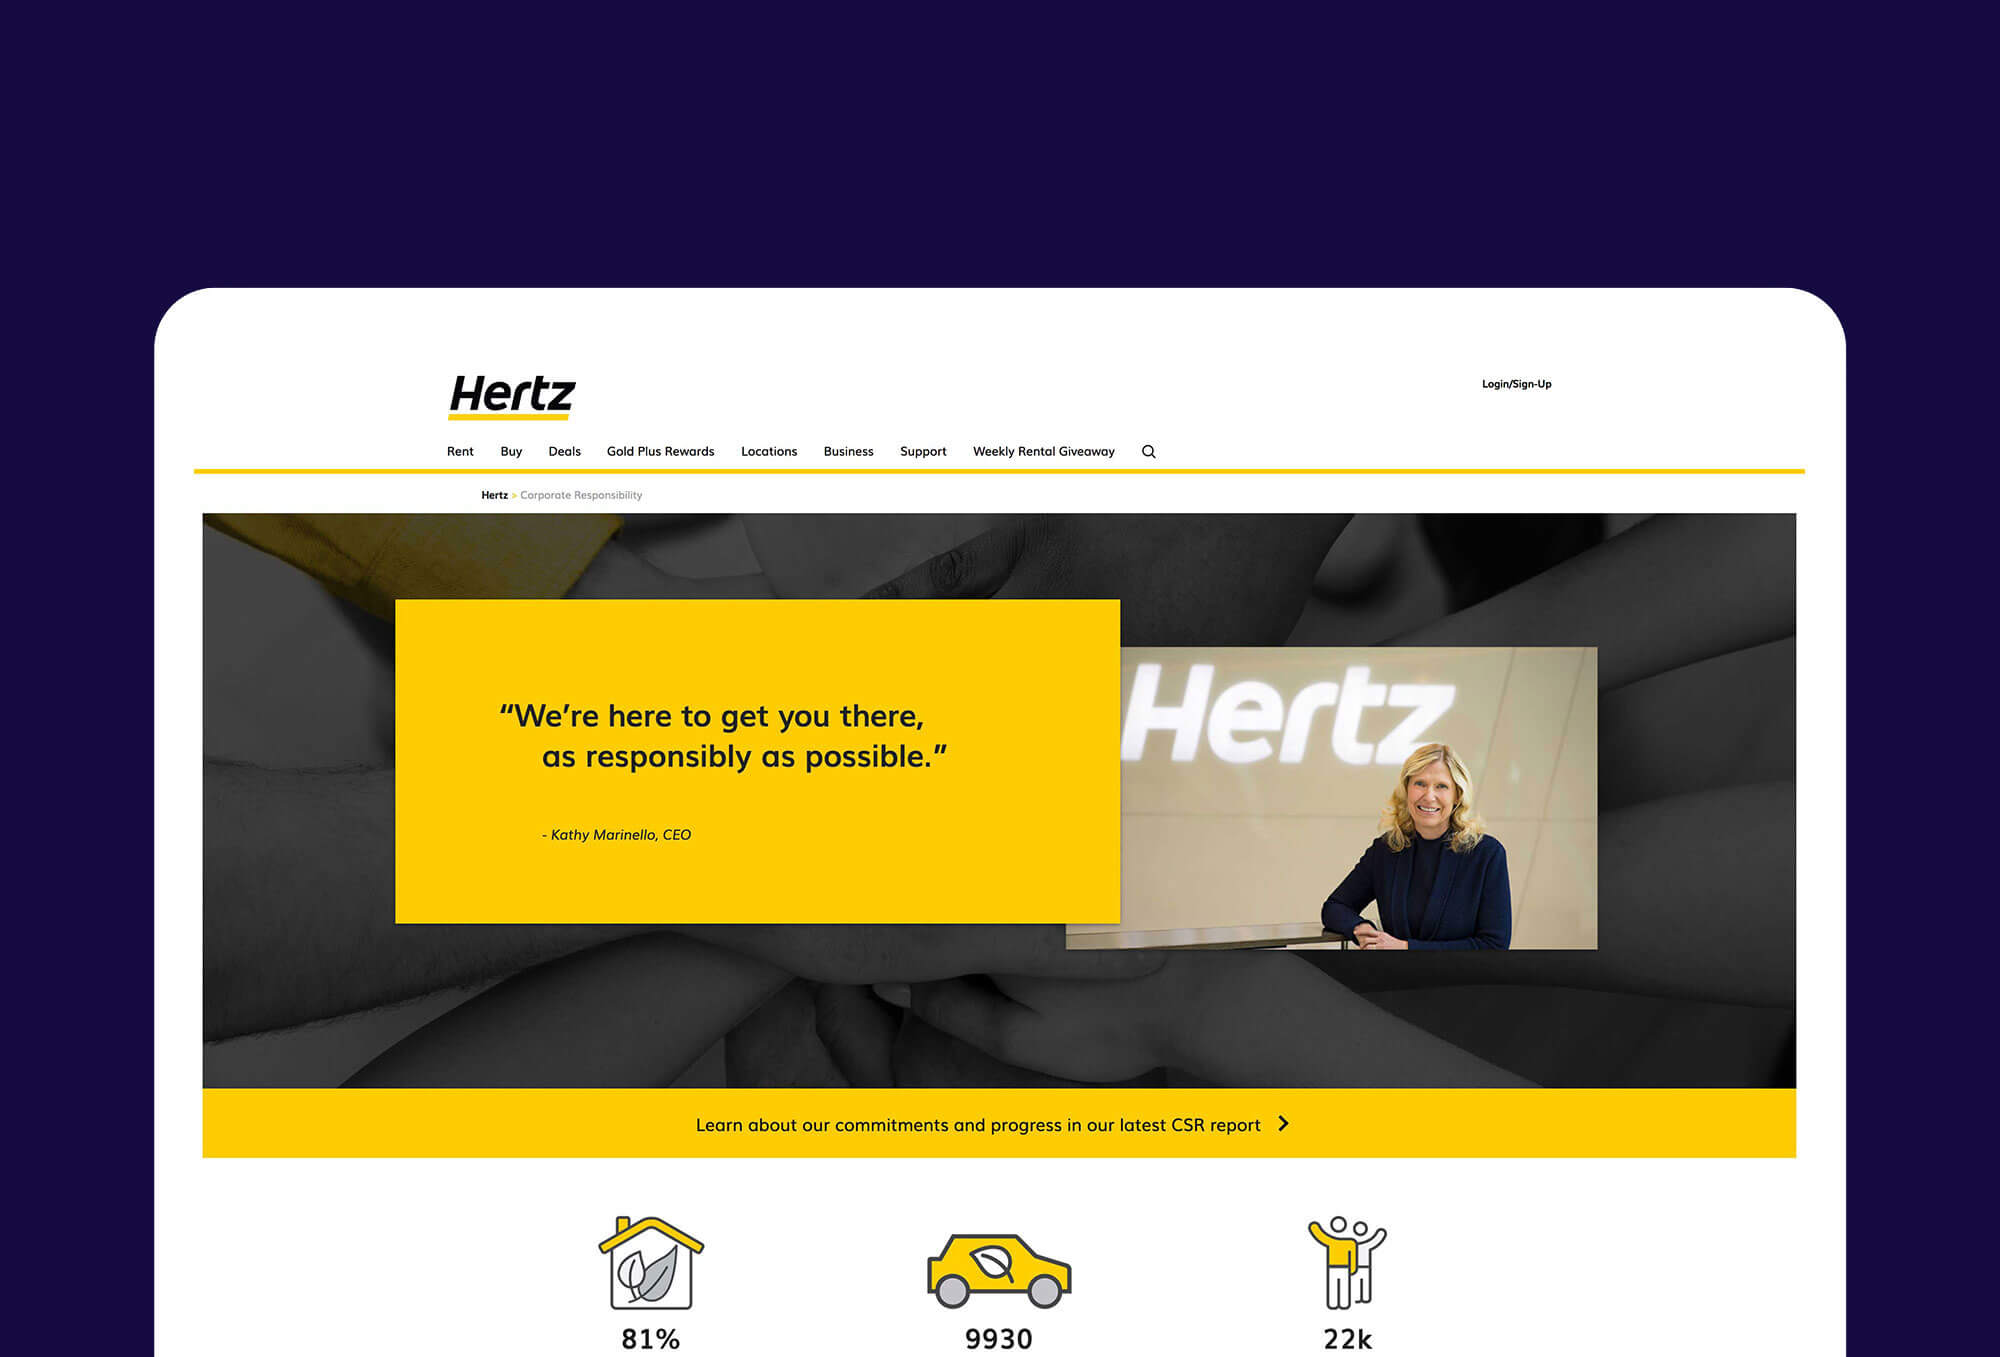 Hertz
Login/Sign-Up
Rent Buy Deals Gold Plus Rewards Locations Business Support Weekly Rental Giveaway
Hertz > Corporate Responsibility
“We’re here to get you there,
as responsibly as possible.”
- Kathy Marinello, CEO
Hertz
Learn about our commitments and progress in our latest CSR report
81% 9930 22k